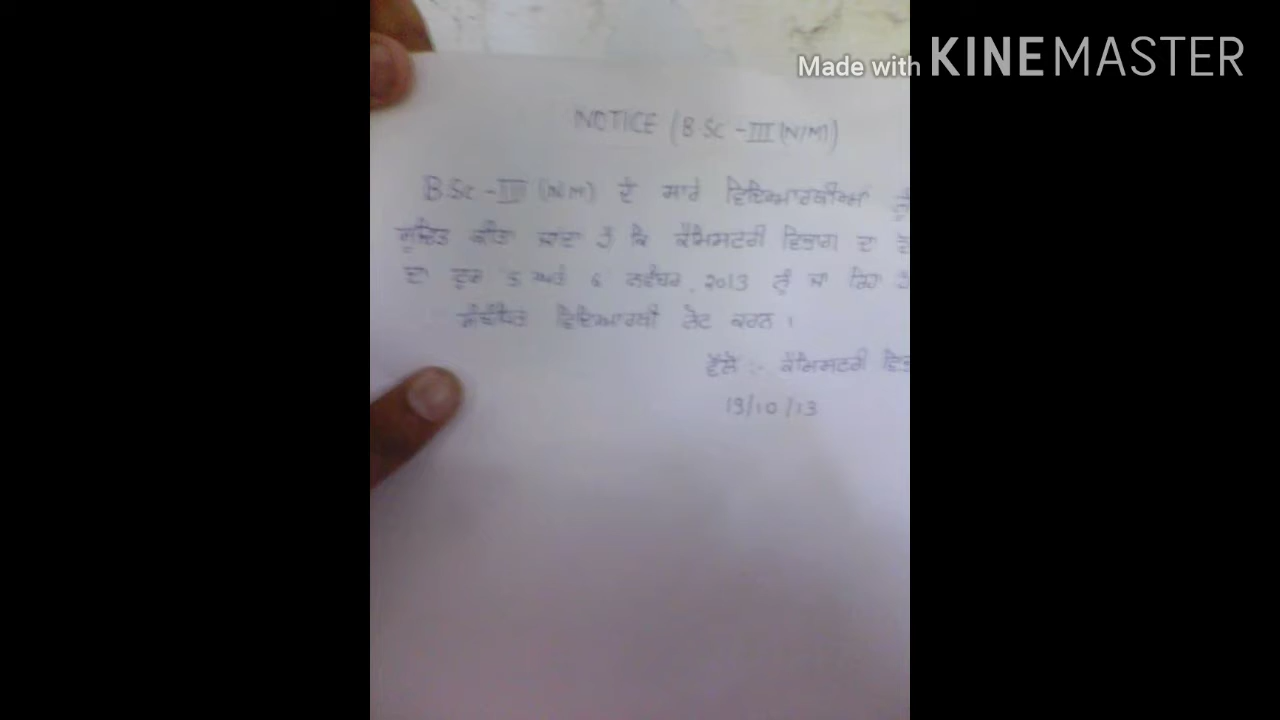 Made with KINEMASTER
NOTICE (B.Sc - III (N/M)
B.Sc - III (N/M) ਦੇ ਸਾਰੇ ਵਿਦਿਆਰਥੀਆਂ ਨੂੰ
ਸੂਚਿਤ ਕੀਤਾ ਜਾਂਦਾ ਹੈ ਕਿ ਕੈਮਿਸਟਰੀ ਵਿਭਾਗ ਦਾ
ਦਾ ਟੂਰ 5 ਅਤੇ 6 ਨਵੰਬਰ, 2013 ਨੂੰ ਜਾ ਰਿਹਾ ਹੈ
ਸੰਬੰਧਿਤ ਵਿਦਿਆਰਥੀ ਨੋਟ ਕਰਨ ।
ਵੱਲੋਂ :- ਕੈਮਿਸਟਰੀ
19/10/13